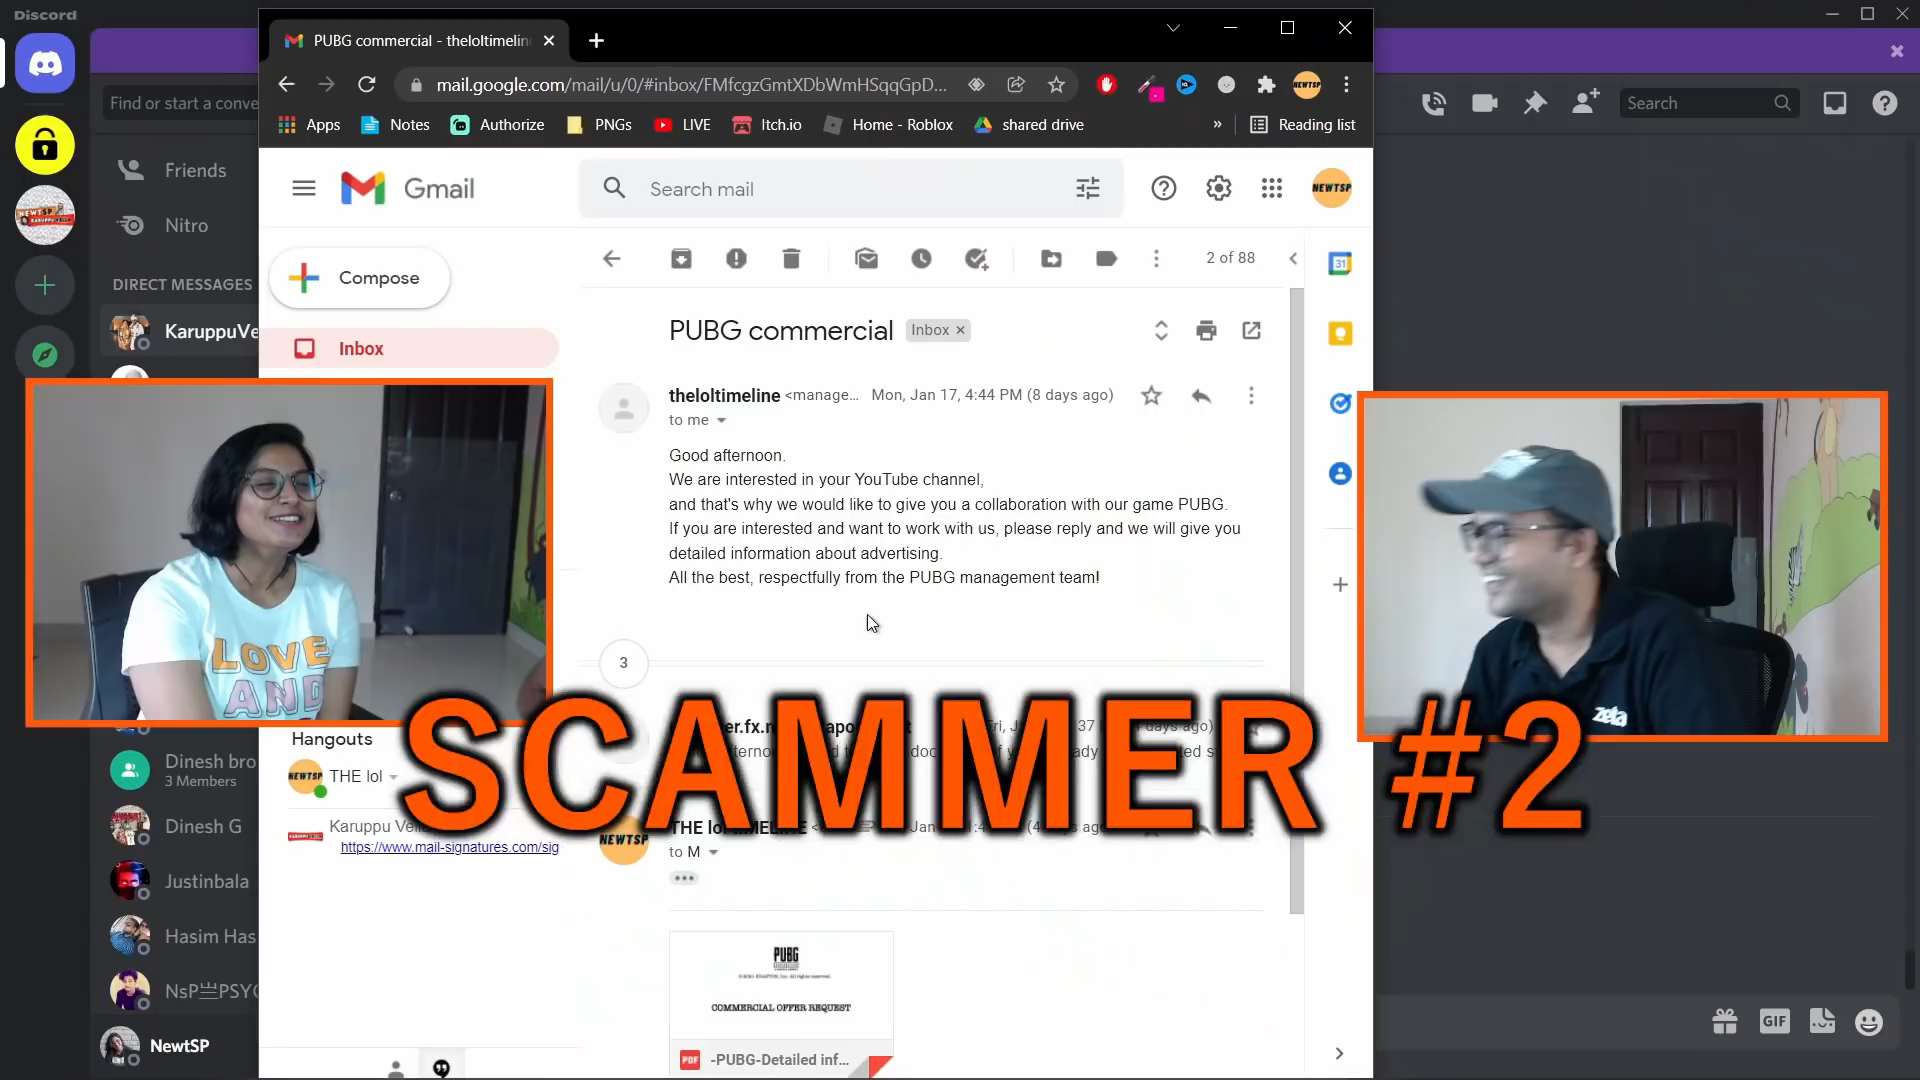 Discord
PUBG commercial - theloltimelin
mail.google.com/mail/u/0/#inbox/FMfcgzGmtXDbWmHSqqGpD...
Apps
Notes
Authorize
PNGs
LIVE
Itch.io
Home - Roblox
shared drive
»
Reading list
Find or start a conve
Search
Friends
Nitro
DIRECT MESSAGES
KaruppuVe
Gmail
Search mail
NEWTSP
Compose
2 of 88
Inbox
PUBG commercial
Inbox ×
theloltimeline <manage... Mon, Jan 17, 4:44 PM (8 days ago)
to me
Good afternoon.
We are interested in your YouTube channel,
and that's why we would like to give you a collaboration with our game PUBG.
If you are interested and want to work with us, please reply and we will give you
detailed information about advertising.
All the best, respectfully from the PUBG management team!
3
LOVE
AND
zeta
SCAMMER #2
Hangouts
NEWTSP
THE lol
Karuppu
https://www.mail-signatures.com/sig
NEWTSP
to M
Dinesh bro
3 Members
Dinesh G
Justinbala
Hasim Has
NewtSP
PUBG
COMMERCIAL OFFER REQUEST
PDF
-PUBG-Detailed inf...
GIF